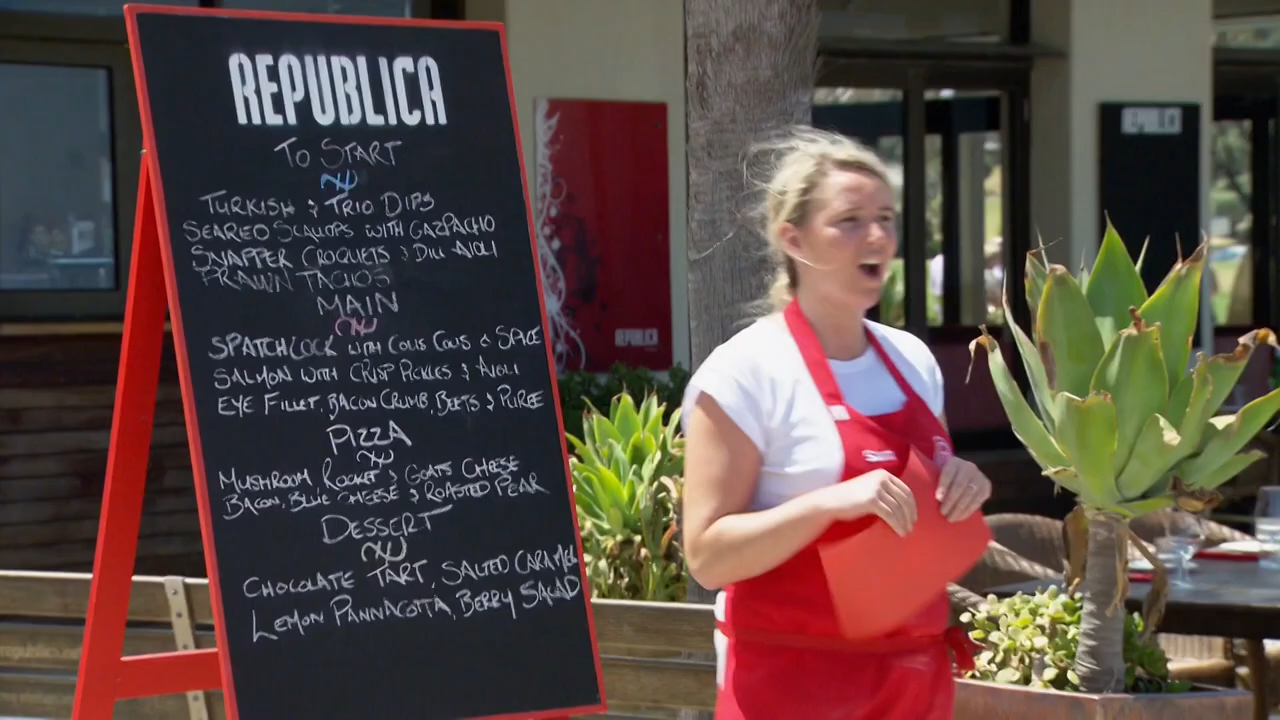 REPUBLICA
TO START
TURKISH & TRIO DIPS
SEARED SCALLOPS WITH GAZPACHO
SNAPPER CROQUETS & DILL AIOLI
PRAWN TACIOS
MAIN
SPATCHCOCK WITH COUS COUS & SPICE
SALMON WITH CRISP PICKLES & AIOLI
EYE FILLET, BACON CRUMB, BEETS & PUREE
PIZZA
MUSHROOM ROCKET & GOATS CHEESE
BACON, BLUE CHEESE & ROASTED PEAR
DESSERT
CHOCOLATE TART, SALTED CARAMEL
LEMON PANNACOTTA, BERRY SALAD
REPUBLICA
REPUBLICA
republica